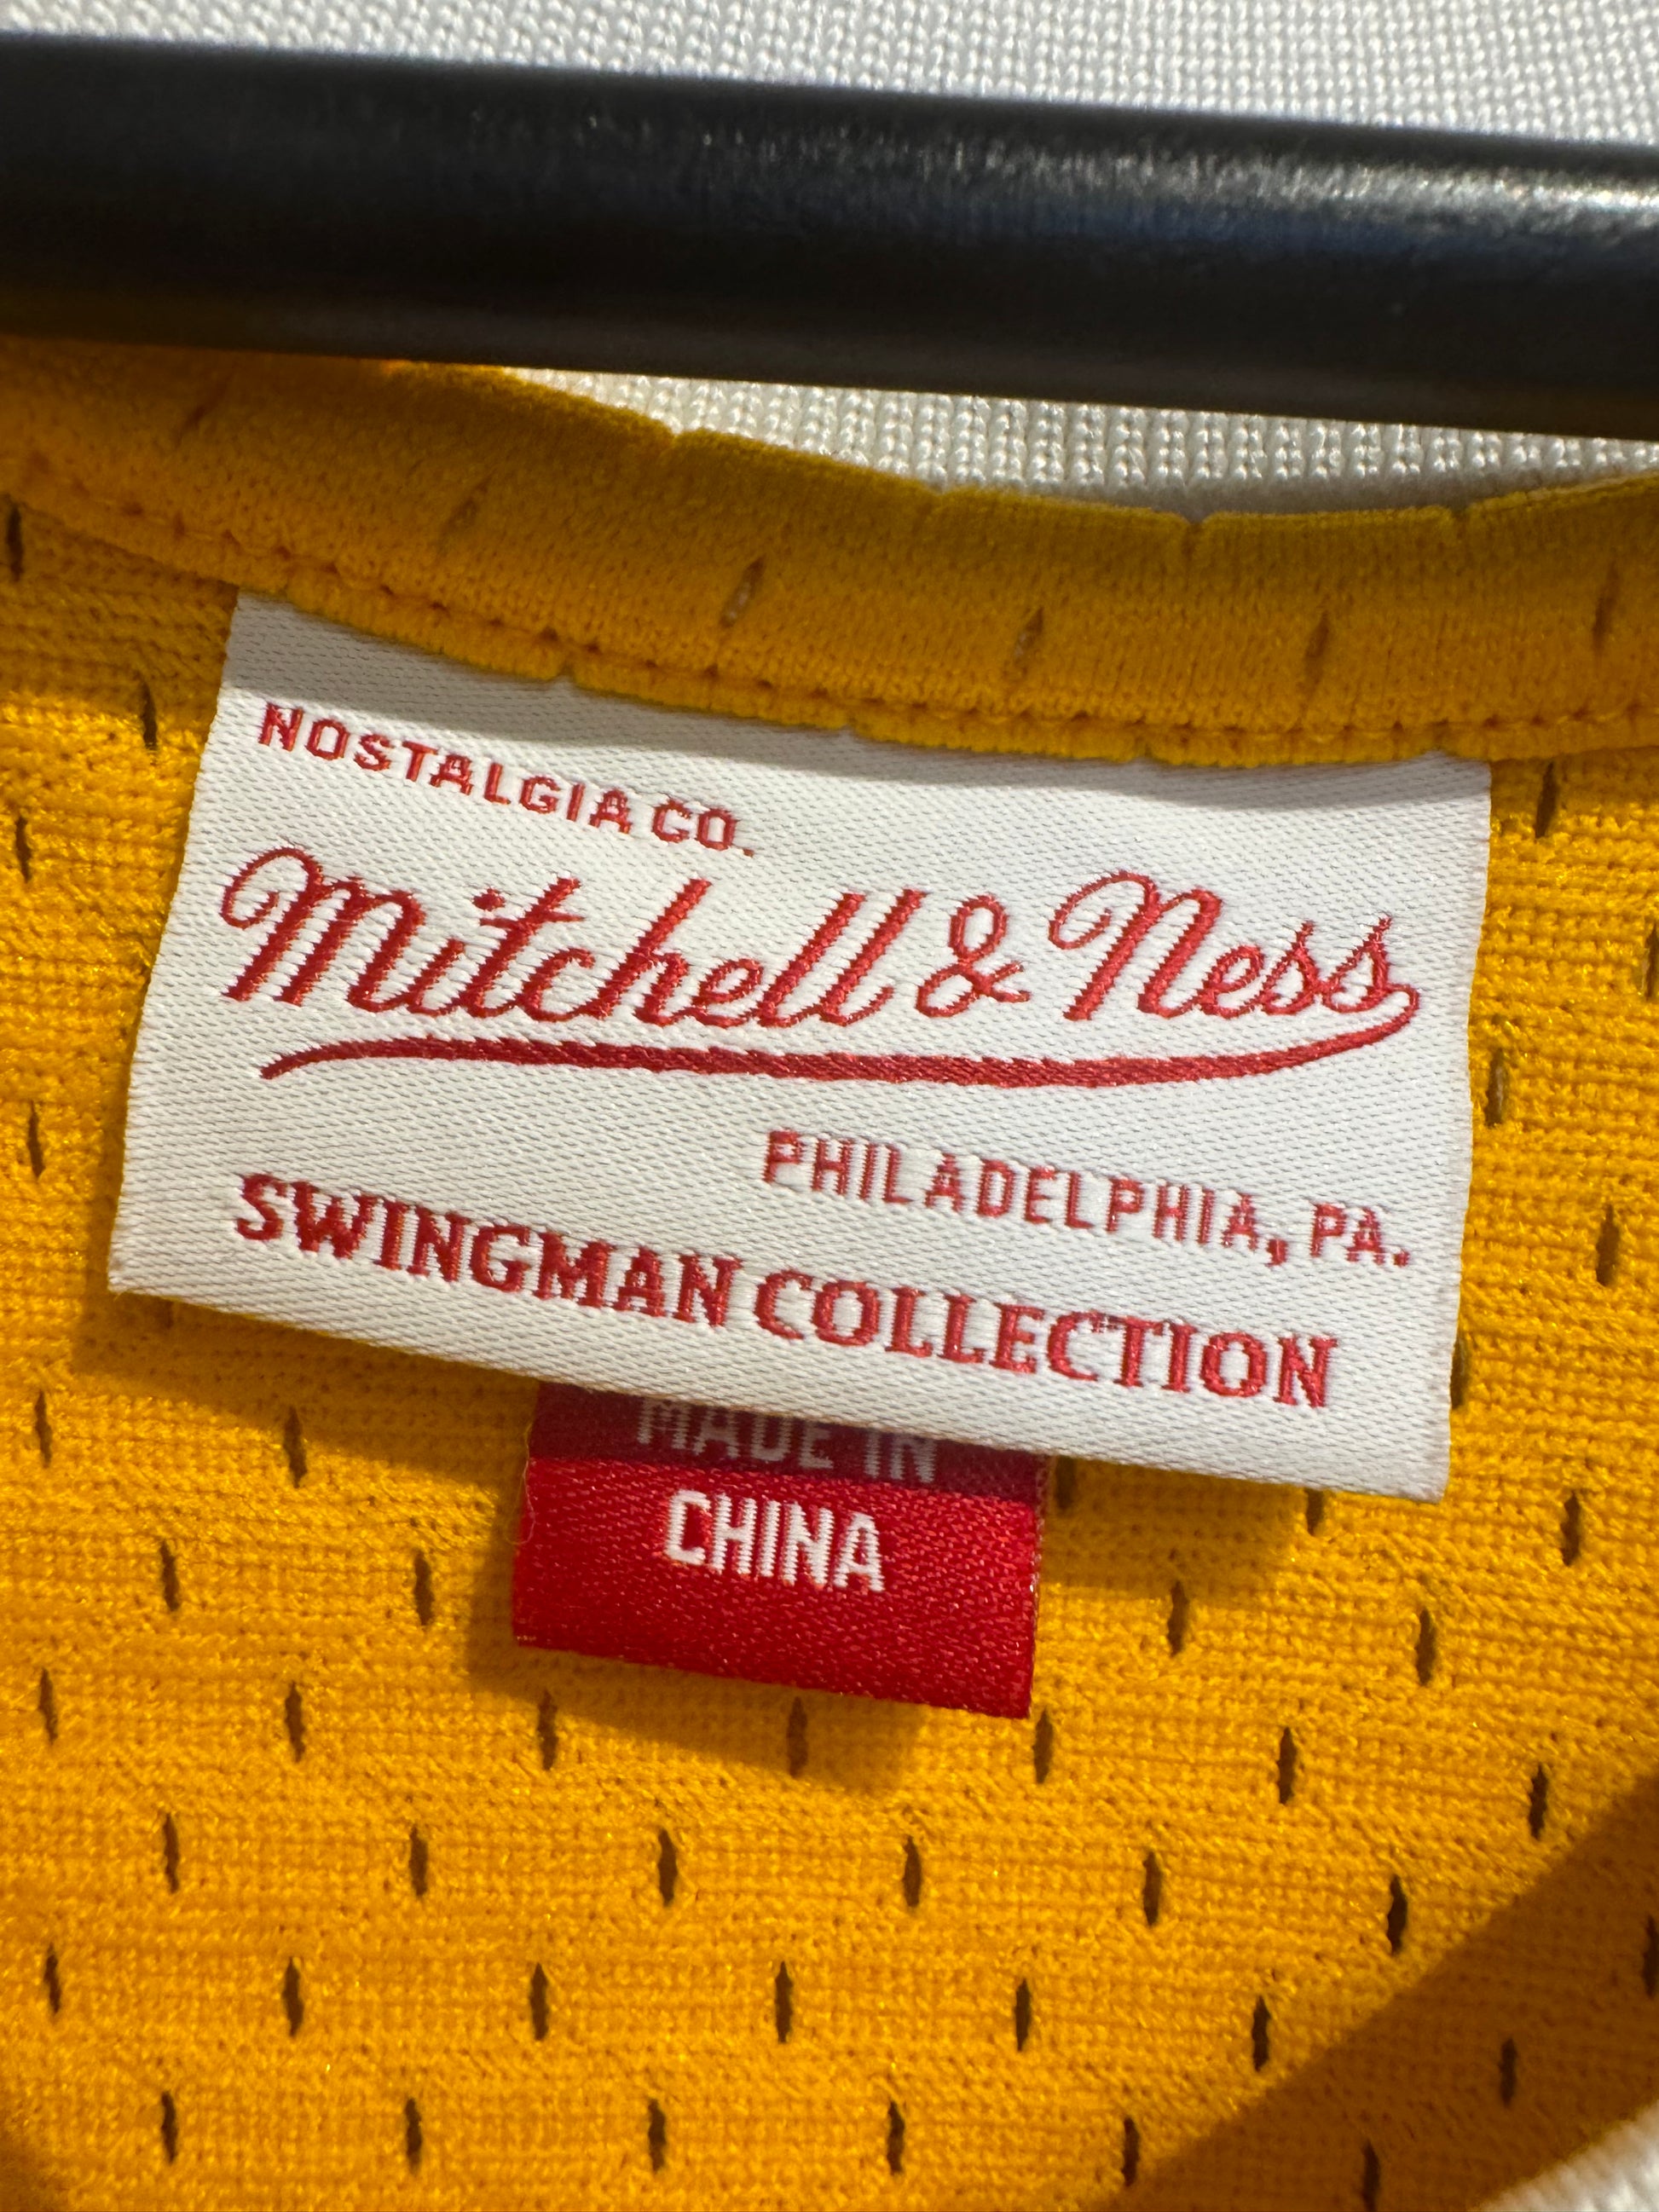 NOSTALGIA CO.
Mitchell & Ness
PHILADELPHIA, PA.
SWINGMAN COLLECTION
MADE IN
CHINA